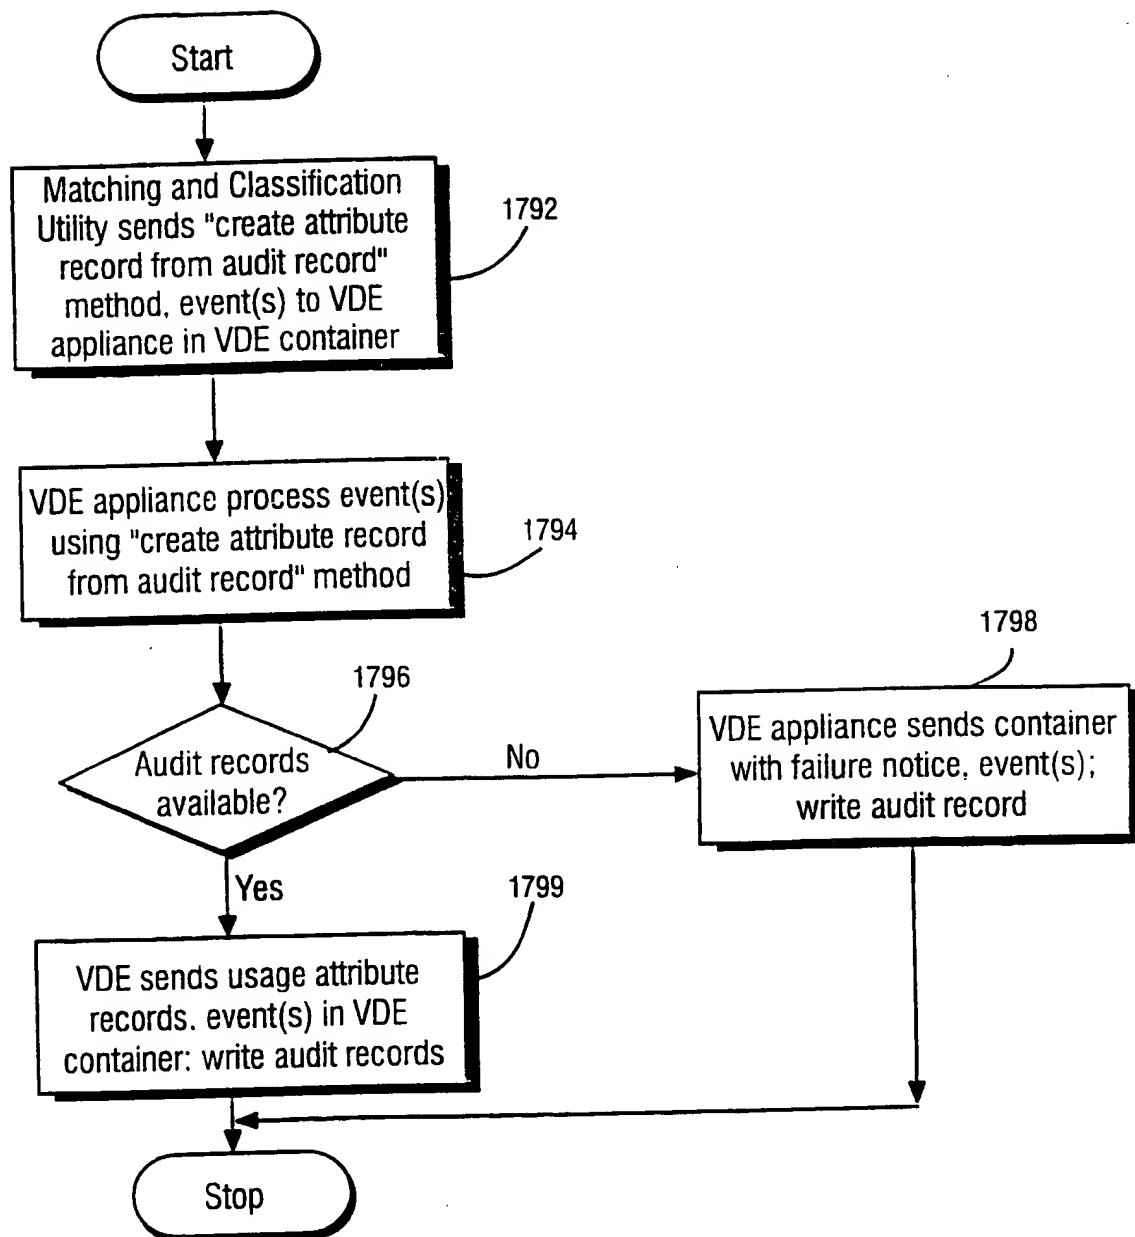 Start
Matching and Classification
Utility sends "create attribute
record from audit record"
method, event(s) to VDE
appliance in VDE container
1792
VDE appliance process event(s)
using "create attribute record
from audit record" method
1794
1796
Audit records
available?
No
1798
VDE appliance sends container
with failure notice, event(s);
write audit record
Yes
1799
VDE sends usage attribute
records. event(s) in VDE
container: write audit records
Stop